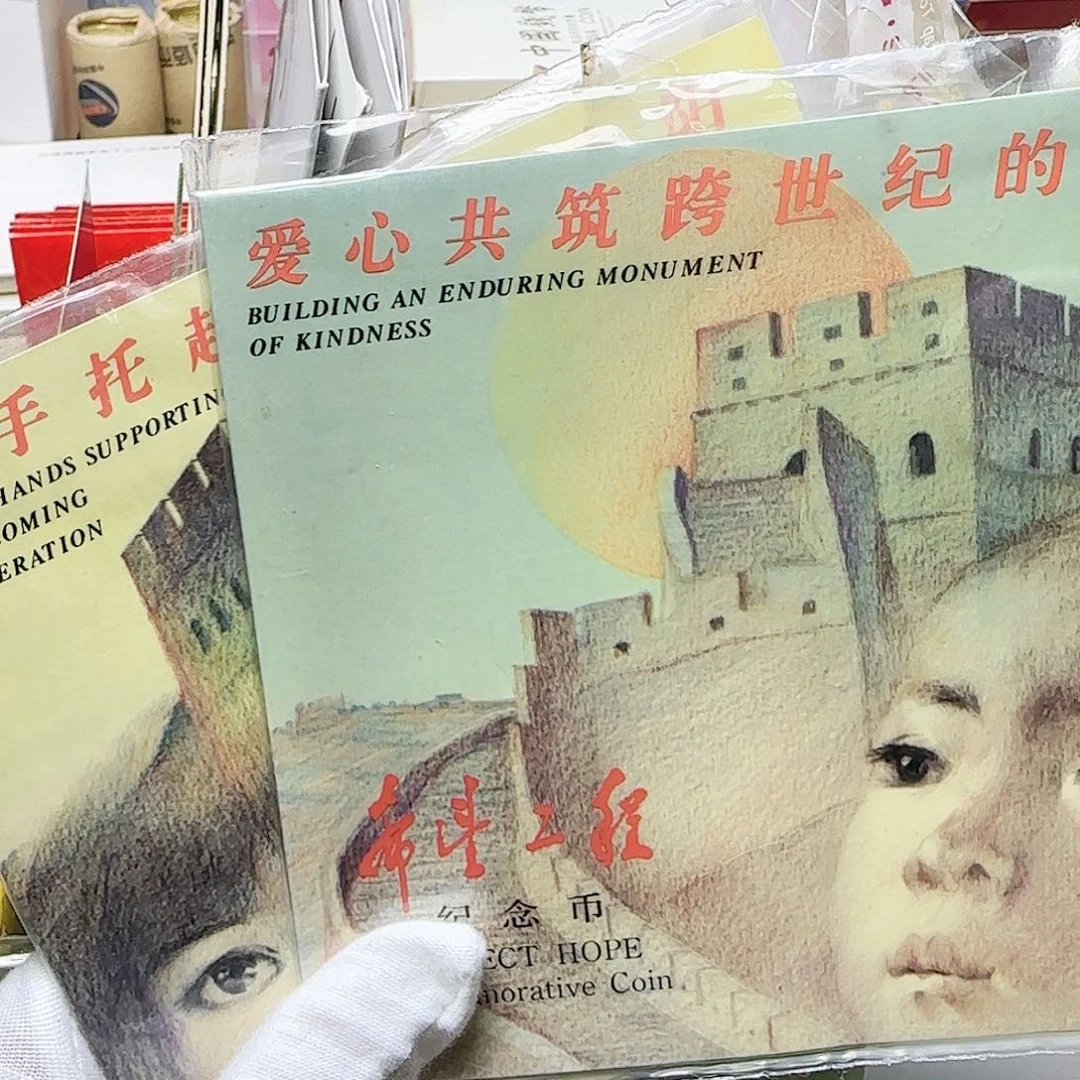 爱心共筑跨世纪的
BUILDING AN ENDURING MONUMENT
OF KINDNESS
希望工程
纪念币
ECT HOPE
morative Coin
手托起
HANDS SUPPORTIN
OMING
ERATION
阳